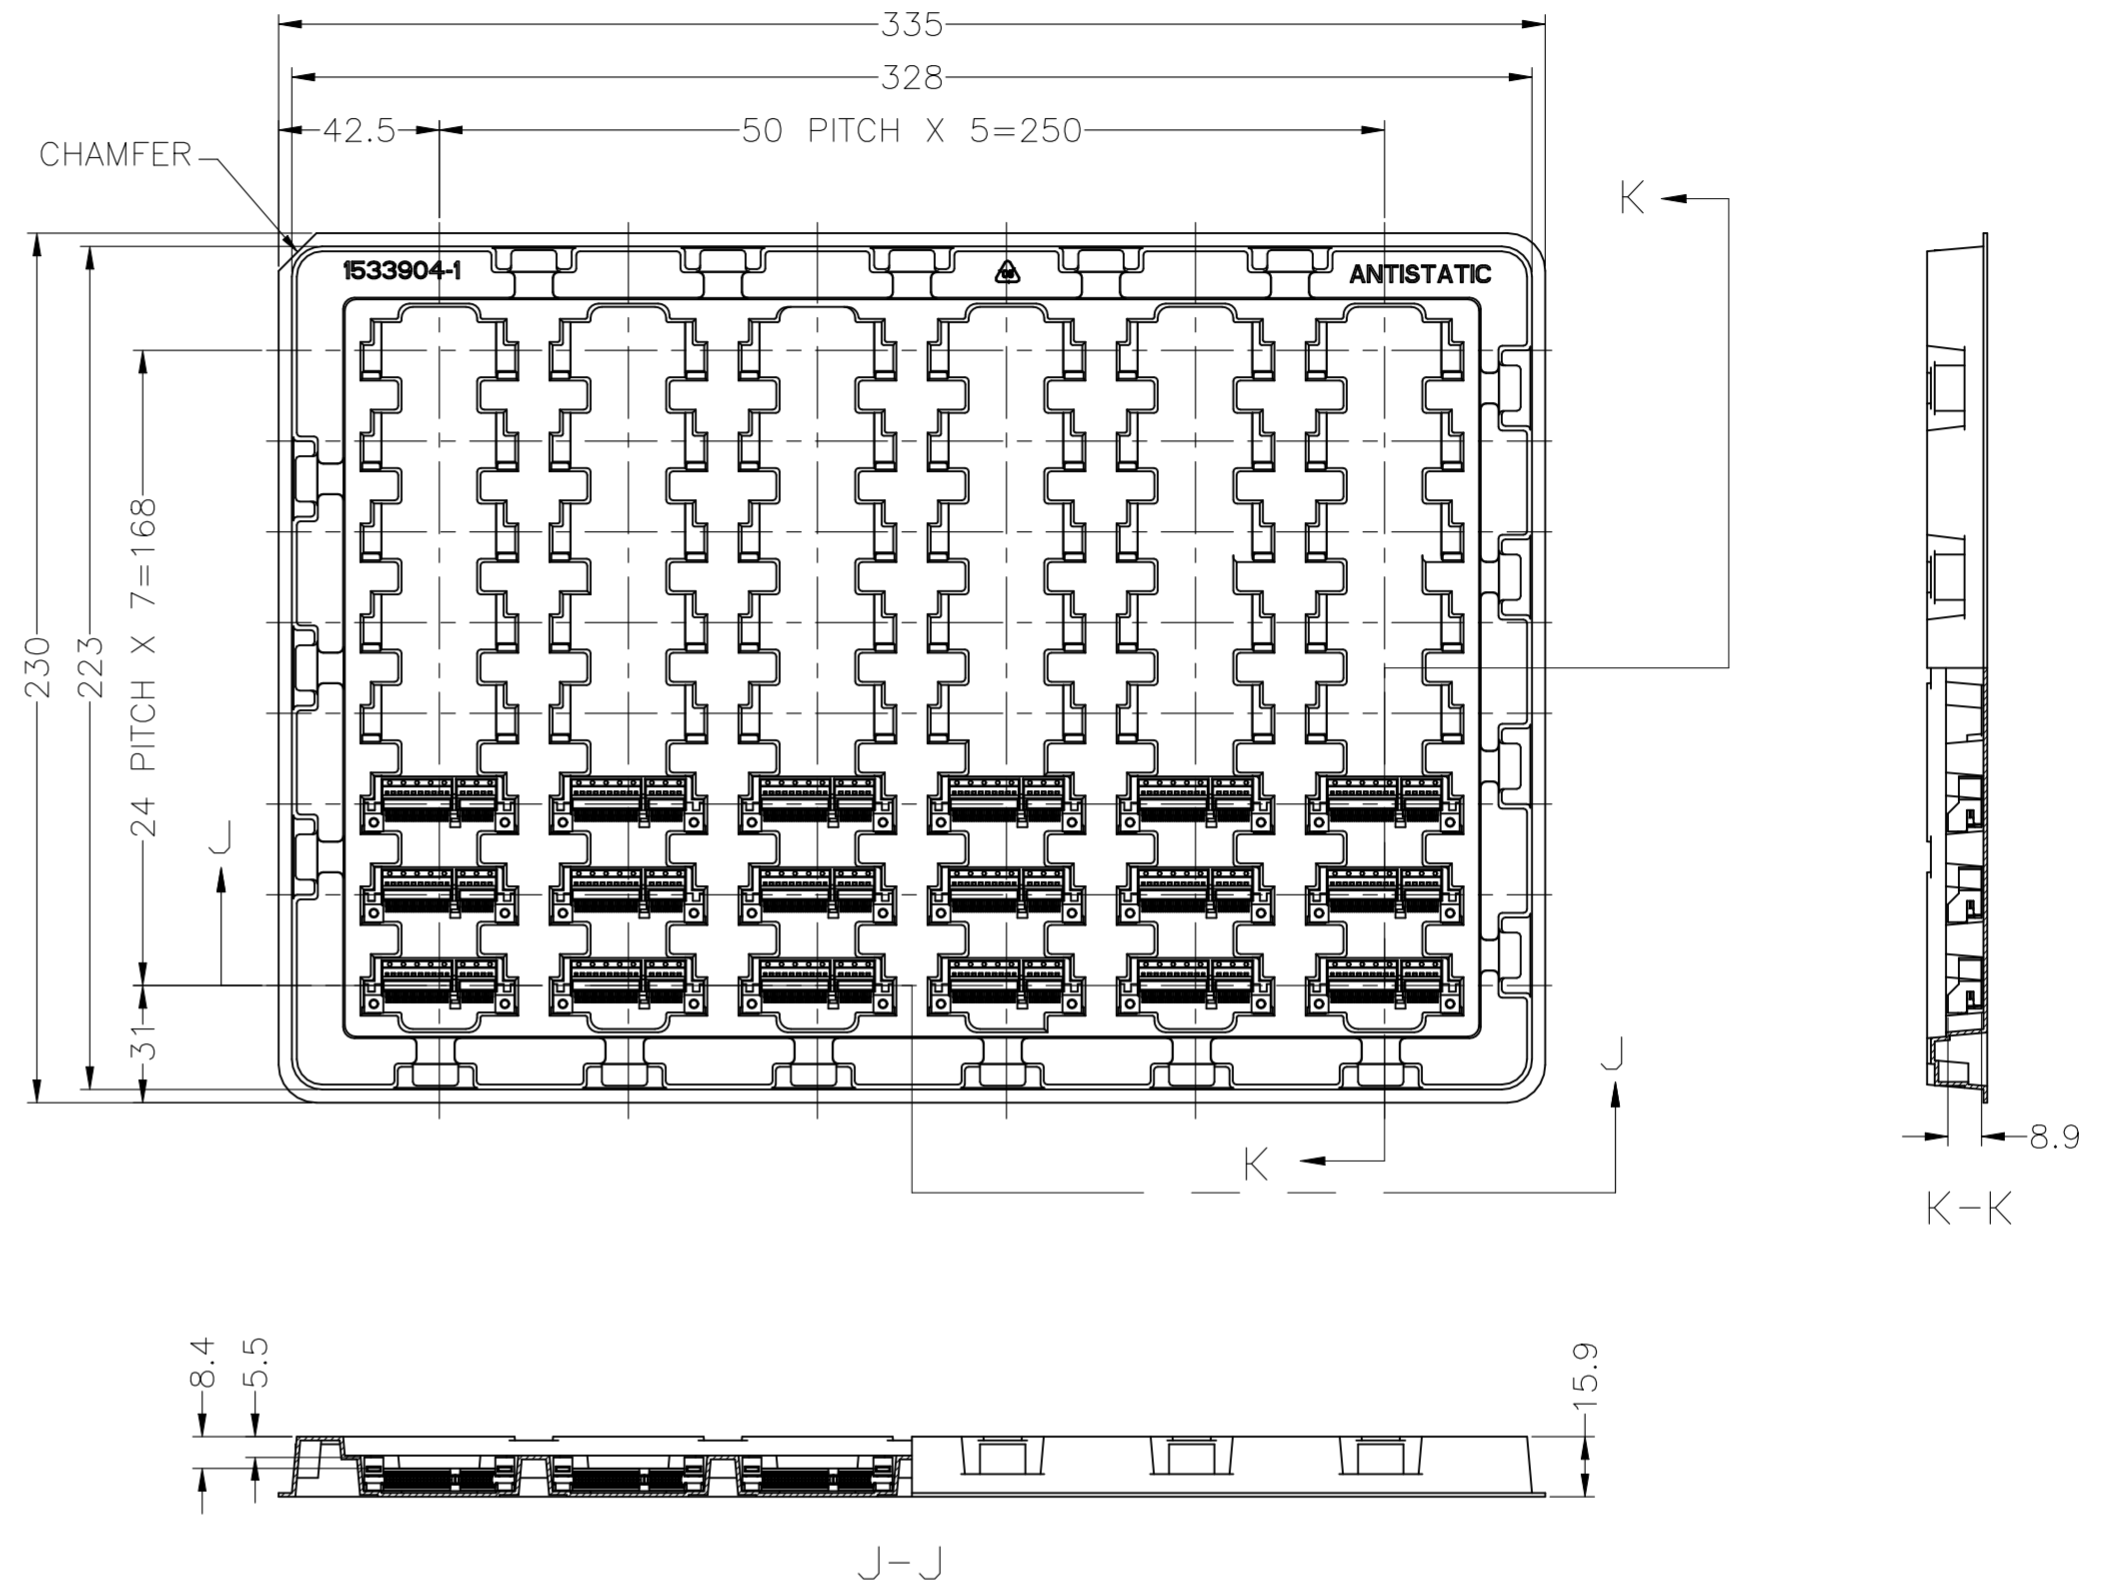 335
328
42.5
50 PITCH X 5=250
CHAMFER
K
1533904-1
ANTISTATIC
230
223
24 PITCH X 7=168
J
31
J
K
8.9
K-K
8.4
5.5
15.9
J-J